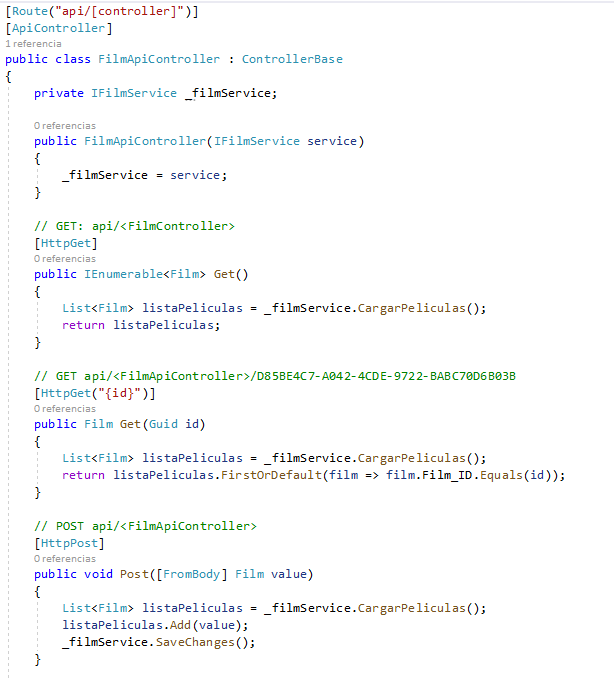 [Route("api/[controller]")]
[ApiController]
1 referencia
public class FilmApiController : ControllerBase
{
private IFilmService _filmService;
0 referencias
public FilmApiController(IFilmService service)
{
_filmService = service;
}
// GET: api/<FilmController>
[HttpGet]
0 referencias
public IEnumerable<Film> Get()
{
List<Film> listaPeliculas = _filmService.CargarPeliculas();
return listaPeliculas;
}
// GET api/<FilmApiController>/D85BE4C7-A042-4CDE-9722-BABC70D6B03B
[HttpGet("{id}")]
0 referencias
public Film Get(Guid id)
{
List<Film> listaPeliculas = _filmService.CargarPeliculas();
return listaPeliculas.FirstOrDefault(film => film.Film_ID.Equals(id));
}
// POST api/<FilmApiController>
[HttpPost]
0 referencias
public void Post([FromBody] Film value)
{
List<Film> listaPeliculas = _filmService.CargarPeliculas();
listaPeliculas.Add(value);
_filmService.SaveChanges();
}